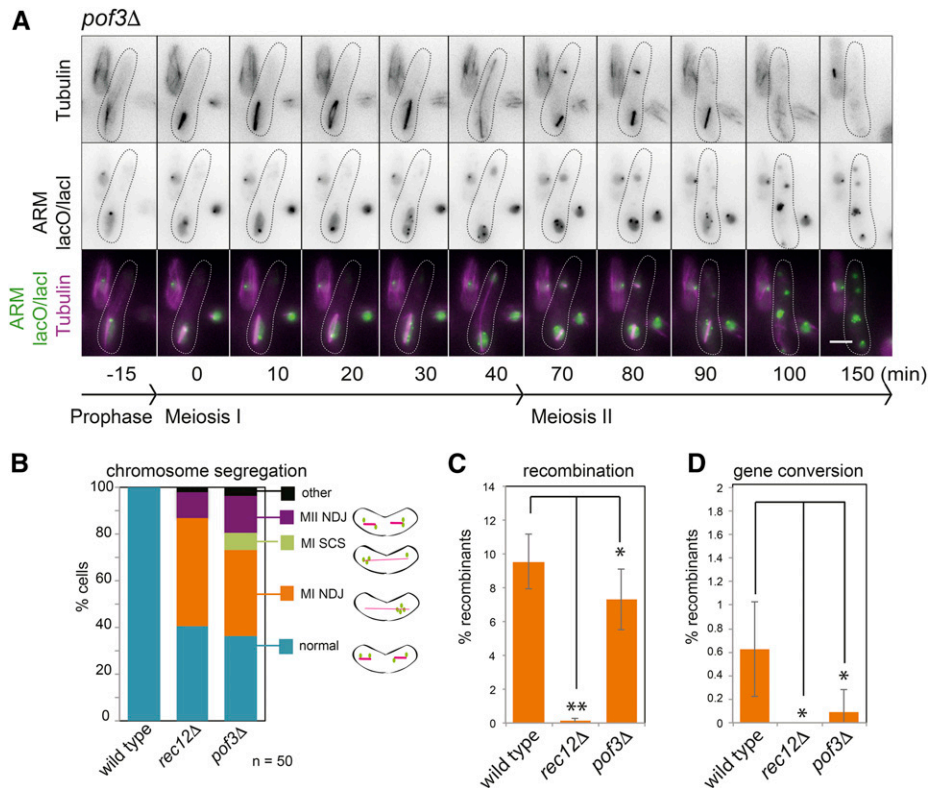 A
pof3Δ
Tubulin
ARM
lacO/lacI
ARM
lacO/lacI
Tubulin
-15 0 10 20 30 40 70 80 90 100 150 (min)
Prophase Meiosis I Meiosis II
B
chromosome segregation
100
80
60
40
20
0
% cells
other
MII NDJ
MI SCS
MI NDJ
normal
wild type
rec12Δ
pof3Δ
n = 50
C
recombination
14
12
10
8
6
4
2
0
% recombinants
**
*
wild type
rec12Δ
pof3Δ
D
gene conversion
2
1.8
1.6
1.4
1.2
1
0.8
0.6
0.4
0.2
0
% recombinants
*
*
wild type
rec12Δ
pof3Δ